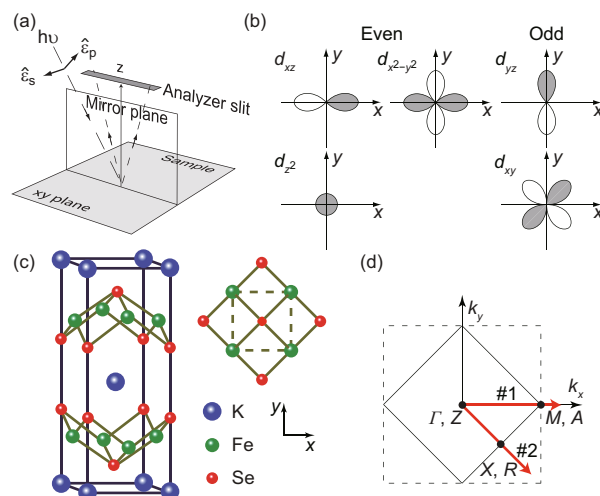 (a)
hυ
ε̂p
ε̂s
z
Analyzer slit
Mirror plane
Sample
xy plane
(b)
Even
Odd
dxz
y
x
dx²−y²
y
x
dyz
y
x
dz²
y
x
dxy
y
x
(c)
K
Fe
Se
y
x
(d)
ky
kx
#1
Γ, Z
M, A
#2
X, R